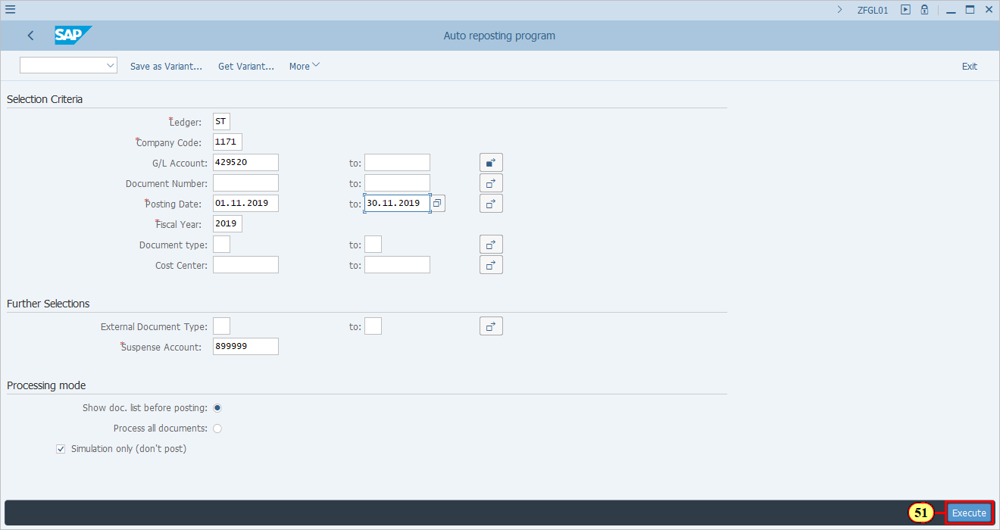 ZFGL01
SAP
Auto reposting program
Save as Variant... Get Variant... More Exit
Selection Criteria
*Ledger: ST
*Company Code: 1171
G/L Account: 429520 to:
Document Number: to:
*Posting Date: 01.11.2019 to: 30.11.2019
*Fiscal Year: 2019
Document type: to:
Cost Center: to:
Further Selections
External Document Type: to:
*Suspense Account: 899999
Processing mode
Show doc. list before posting:
Process all documents:
Simulation only (don't post)
51 Execute